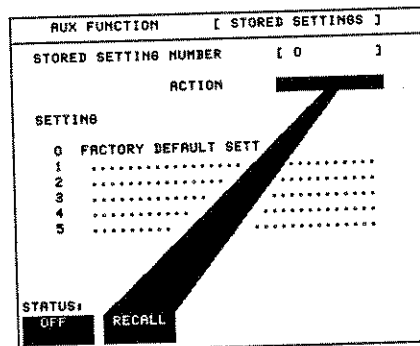 AUX FUNCTION [ STORED SETTINGS ]
STORED SETTING NUMBER [ 0 ]
ACTION
SETTING
0 FACTORY DEFAULT SETT
1 ................. ..............
2 ............... ..............
3 ............. ..............
4 ........... ..............
5 ......... ................
STATUS:
OFF RECALL